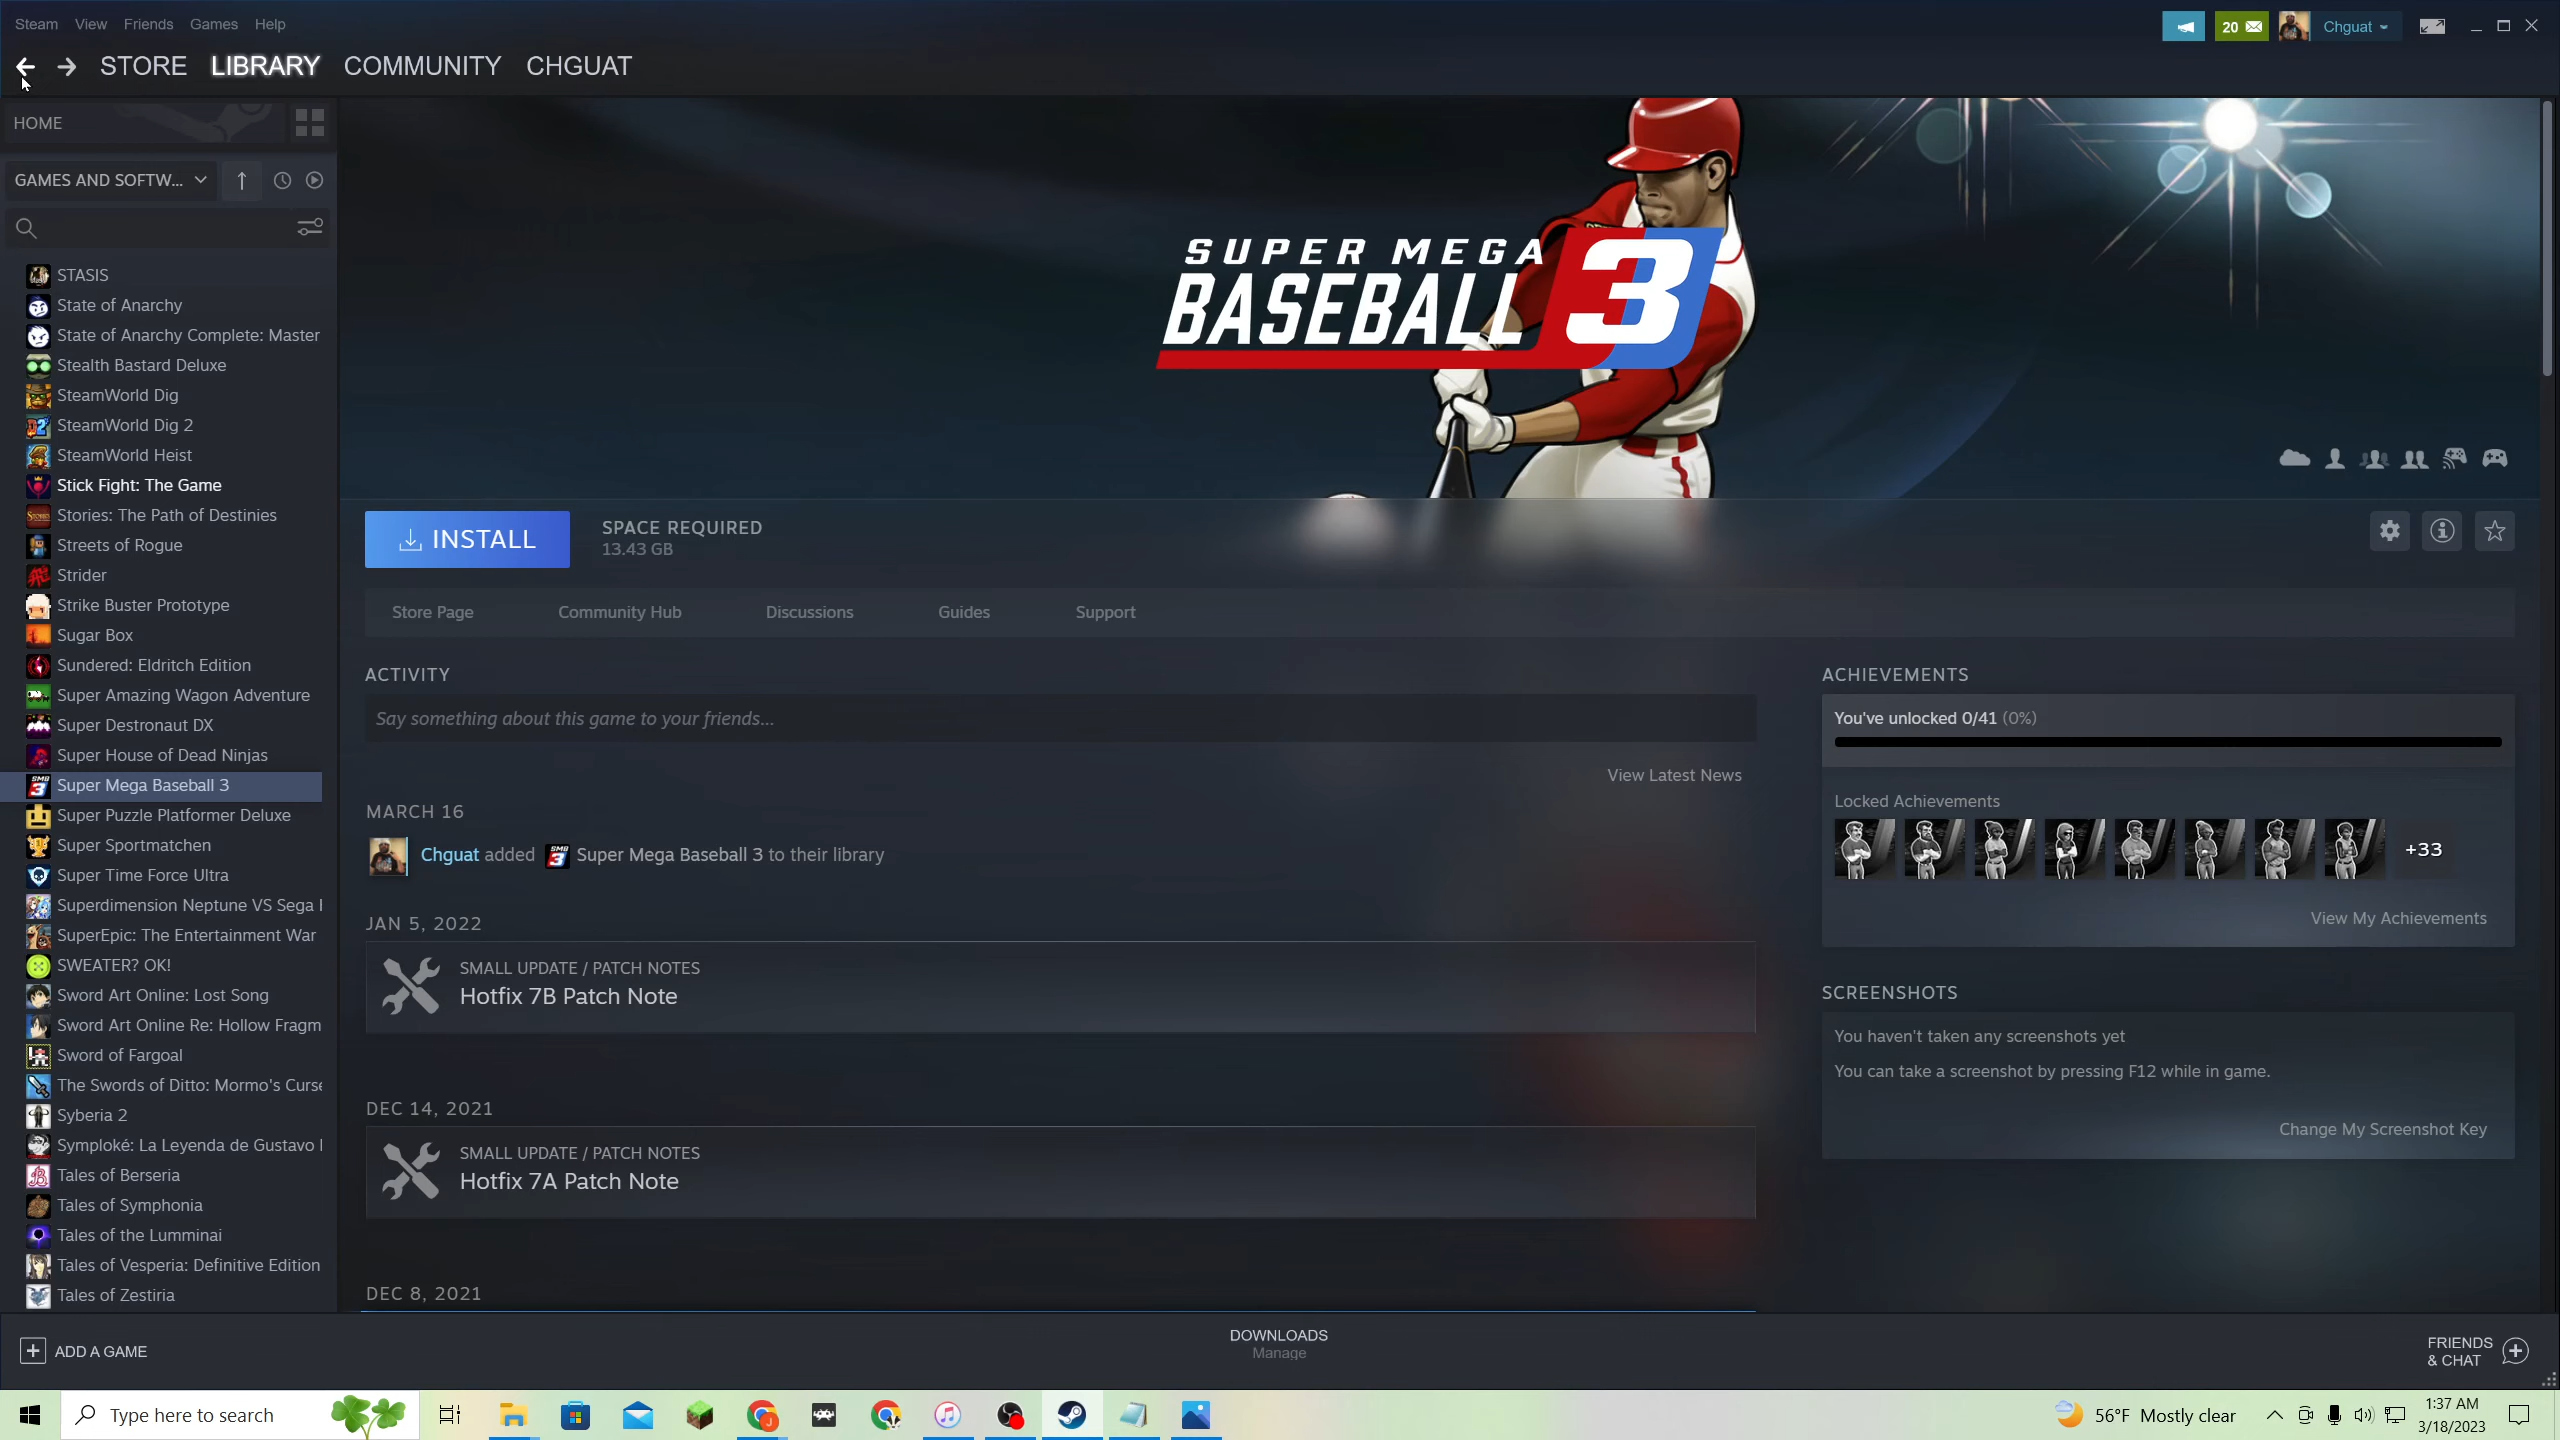 Steam View Friends Games Help
20 Chguat
STORE LIBRARY COMMUNITY CHGUAT
HOME
GAMES AND SOFTW...
STASIS
State of Anarchy
State of Anarchy Complete: Master
Stealth Bastard Deluxe
SteamWorld Dig
SteamWorld Dig 2
SteamWorld Heist
Stick Fight: The Game
Stories: The Path of Destinies
Streets of Rogue
Strider
Strike Buster Prototype
Sugar Box
Sundered: Eldritch Edition
Super Amazing Wagon Adventure
Super Destronaut DX
Super House of Dead Ninjas
Super Mega Baseball 3
Super Puzzle Platformer Deluxe
Super Sportmatchen
Super Time Force Ultra
Superdimension Neptune VS Sega
SuperEpic: The Entertainment War
SWEATER? OK!
Sword Art Online: Lost Song
Sword Art Online Re: Hollow Fragm
Sword of Fargoal
The Swords of Ditto: Mormo's Curse
Syberia 2
Symploké: La Leyenda de Gustavo
Tales of Berseria
Tales of Symphonia
Tales of the Lumminai
Tales of Vesperia: Definitive Edition
Tales of Zestiria
SUPER MEGA
BASEBALL 3
INSTALL
SPACE REQUIRED
13.43 GB
Store Page Community Hub Discussions Guides Support
ACTIVITY
Say something about this game to your friends...
View Latest News
MARCH 16
Chguat added SMB 3 Super Mega Baseball 3 to their library
JAN 5, 2022
SMALL UPDATE / PATCH NOTES
Hotfix 7B Patch Note
DEC 14, 2021
SMALL UPDATE / PATCH NOTES
Hotfix 7A Patch Note
DEC 8, 2021
ACHIEVEMENTS
You've unlocked 0/41 (0%)
Locked Achievements
+33
View My Achievements
SCREENSHOTS
You haven't taken any screenshots yet
You can take a screenshot by pressing F12 while in game.
Change My Screenshot Key
ADD A GAME
DOWNLOADS
Manage
FRIENDS
& CHAT
Type here to search
56°F Mostly clear
1:37 AM
3/18/2023